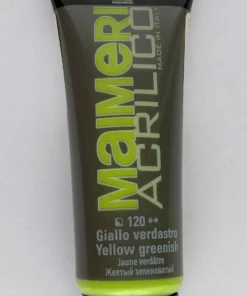 MaiMERI
ACRILICO
MADE IN ITALY
120 **
Giallo verdastro
Yellow greenish
Jaune verdâtre
Желтый зеленоватый